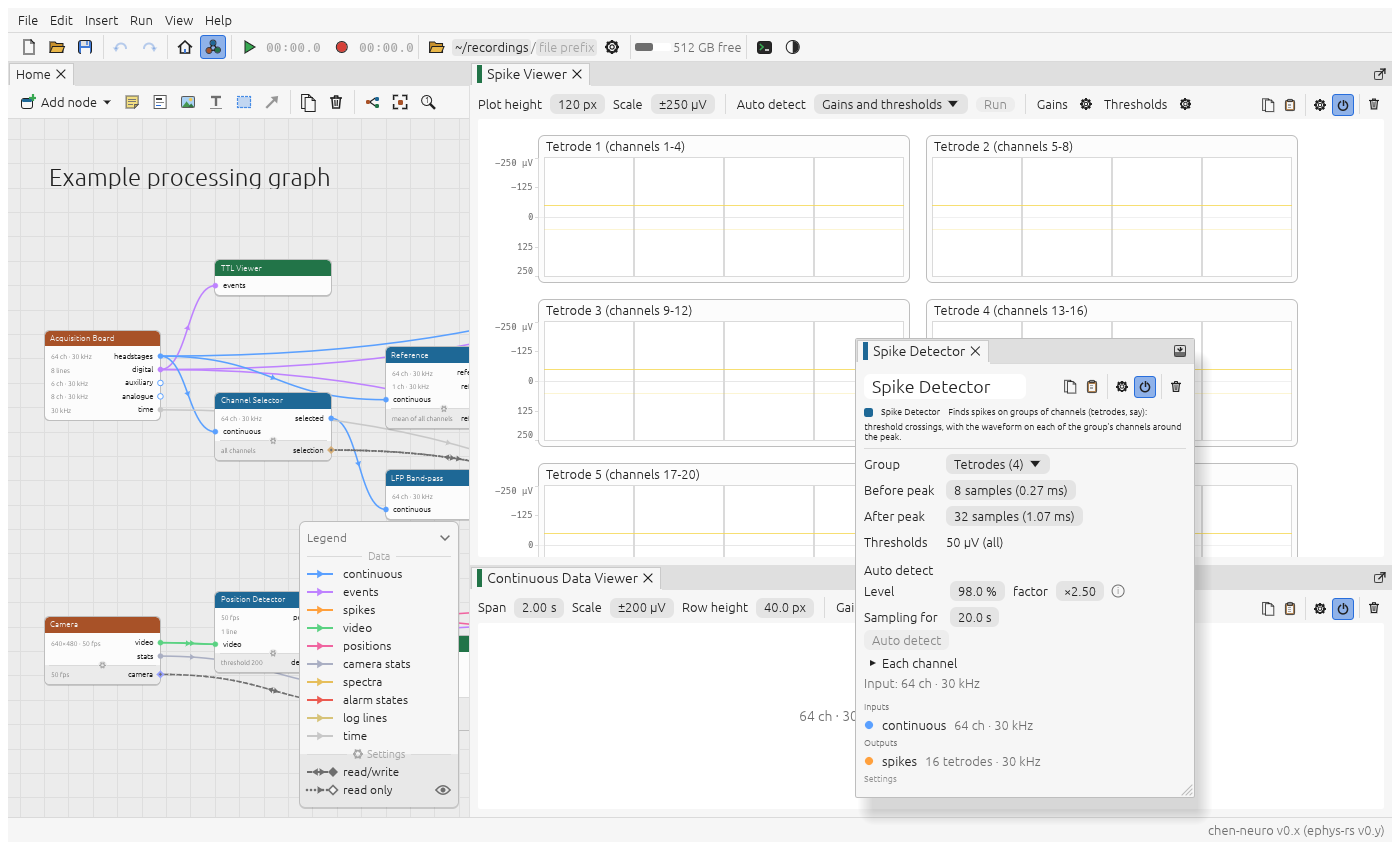 File Edit Insert Run View Help
00:00.0 00:00.0 ~/recordings/file prefix 512 GB free
Home
Add node
Example processing graph
TTL Viewer
events
Acquisition Board
64 ch · 30 kHz headstages
8 lines digital
6 ch · 30 kHz auxiliary
8 ch · 30 kHz analogue
30 kHz time
Channel Selector
64 ch · 30 kHz selected
continuous
all channels selection
Reference
64 ch · 30 kHz
1 ch · 30 kHz
continuous
mean of all channels
LFP Band-pass
64 ch · 30 kHz
continuous
Camera
640×480 · 50 fps video
stats
50 fps camera
Position Detector
50 fps
1 line
video
threshold 200
Legend
Data
continuous
events
spikes
video
positions
camera stats
spectra
alarm states
log lines
time
Settings
read/write
read only
Spike Viewer
Plot height 120 px Scale ±250 µV Auto detect Gains and thresholds Run Gains Thresholds
Tetrode 1 (channels 1-4) Tetrode 2 (channels 5-8)
−250 µV
−125
0
125
250
Tetrode 3 (channels 9-12) Tetrode 4 (channels 13-16)
−250 µV
−125
0
125
250
Tetrode 5 (channels 17-20)
−250 µV
−125
0
Continuous Data Viewer
Span 2.00 s Scale ±200 µV Row height 40.0 px Gai
64 ch · 30
Spike Detector
Spike Detector
Spike Detector Finds spikes on groups of channels (tetrodes, say):
threshold crossings, with the waveform on each of the group's channels around
the peak.
Group Tetrodes (4)
Before peak 8 samples (0.27 ms)
After peak 32 samples (1.07 ms)
Thresholds 50 µV (all)
Auto detect
Level 98.0 % factor ×2.50
Sampling for 20.0 s
Auto detect
Each channel
Input: 64 ch · 30 kHz
Inputs
continuous 64 ch · 30 kHz
Outputs
spikes 16 tetrodes · 30 kHz
Settings
chen-neuro v0.x (ephys-rs v0.y)